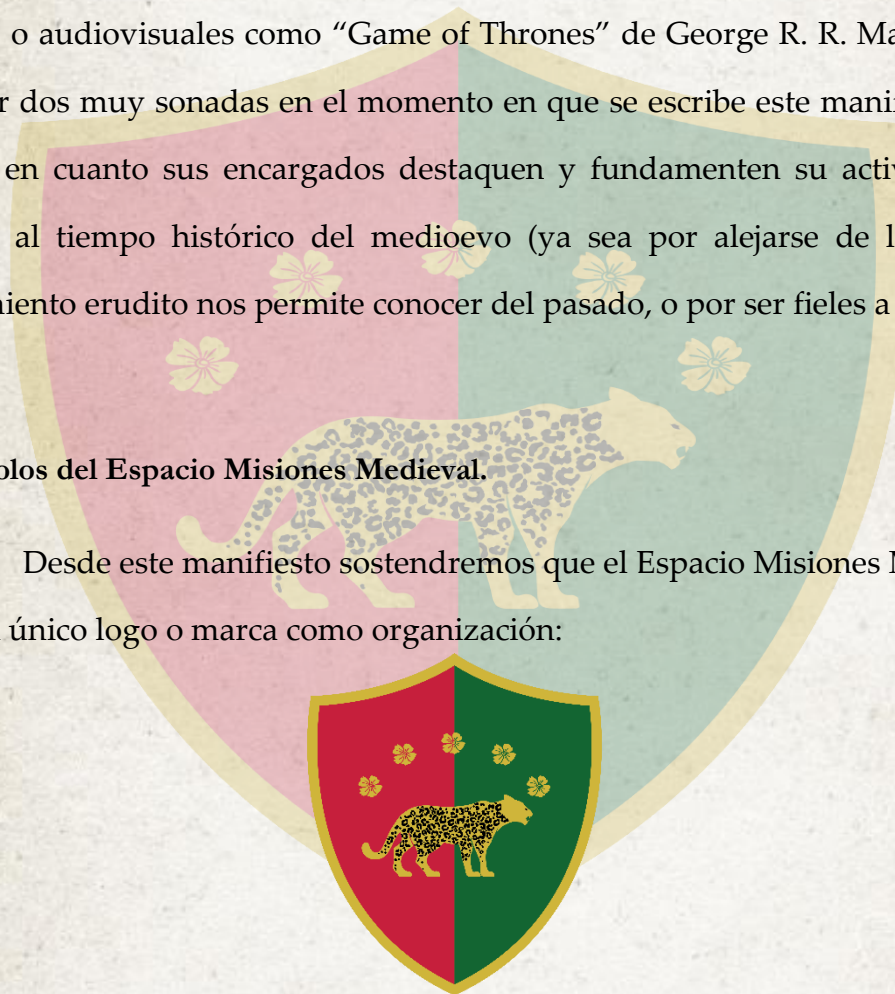 o audiovisuales como “Game of Thrones” de George R. R. Ma
r dos muy sonadas en el momento en que se escribe este mani
en cuanto sus encargados destaquen y fundamenten su activ
al tiempo histórico del medioevo (ya sea por alejarse de l
iento erudito nos permite conocer del pasado, o por ser fieles a
olos del Espacio Misiones Medieval.
Desde este manifiesto sostendremos que el Espacio Misiones M
único logo o marca como organización: